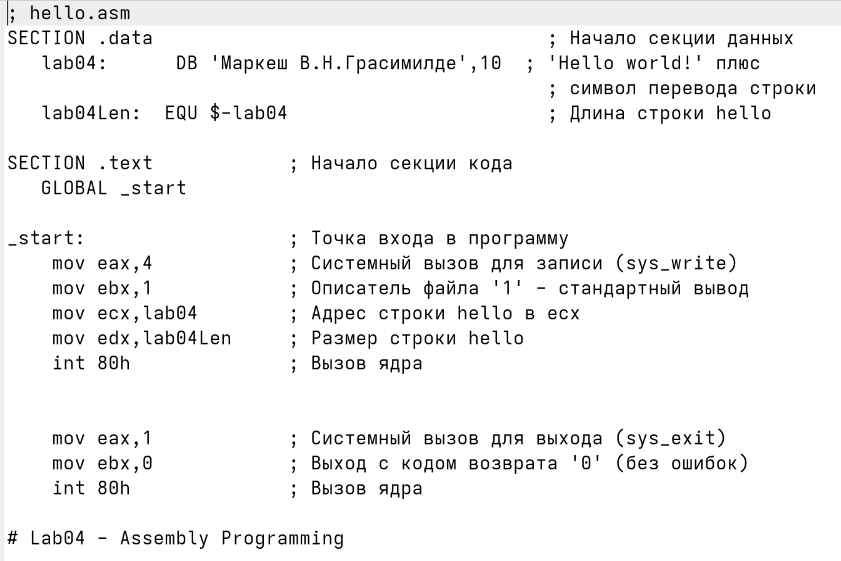 ; hello.asm
SECTION .data ; Начало секции данных
lab04: DB 'Маркеш В.Н.Грасимилде',10 ; 'Hello world!' плюс
; символ перевода строки
lab04Len: EQU $-lab04 ; Длина строки hello
SECTION .text ; Начало секции кода
GLOBAL _start
_start: ; Точка входа в программу
mov eax,4 ; Системный вызов для записи (sys_write)
mov ebx,1 ; Описатель файла '1' - стандартный вывод
mov ecx,lab04 ; Адрес строки hello в ecx
mov edx,lab04Len ; Размер строки hello
int 80h ; Вызов ядра
mov eax,1 ; Системный вызов для выхода (sys_exit)
mov ebx,0 ; Выход с кодом возврата '0' (без ошибок)
int 80h ; Вызов ядра
# Lab04 - Assembly Programming